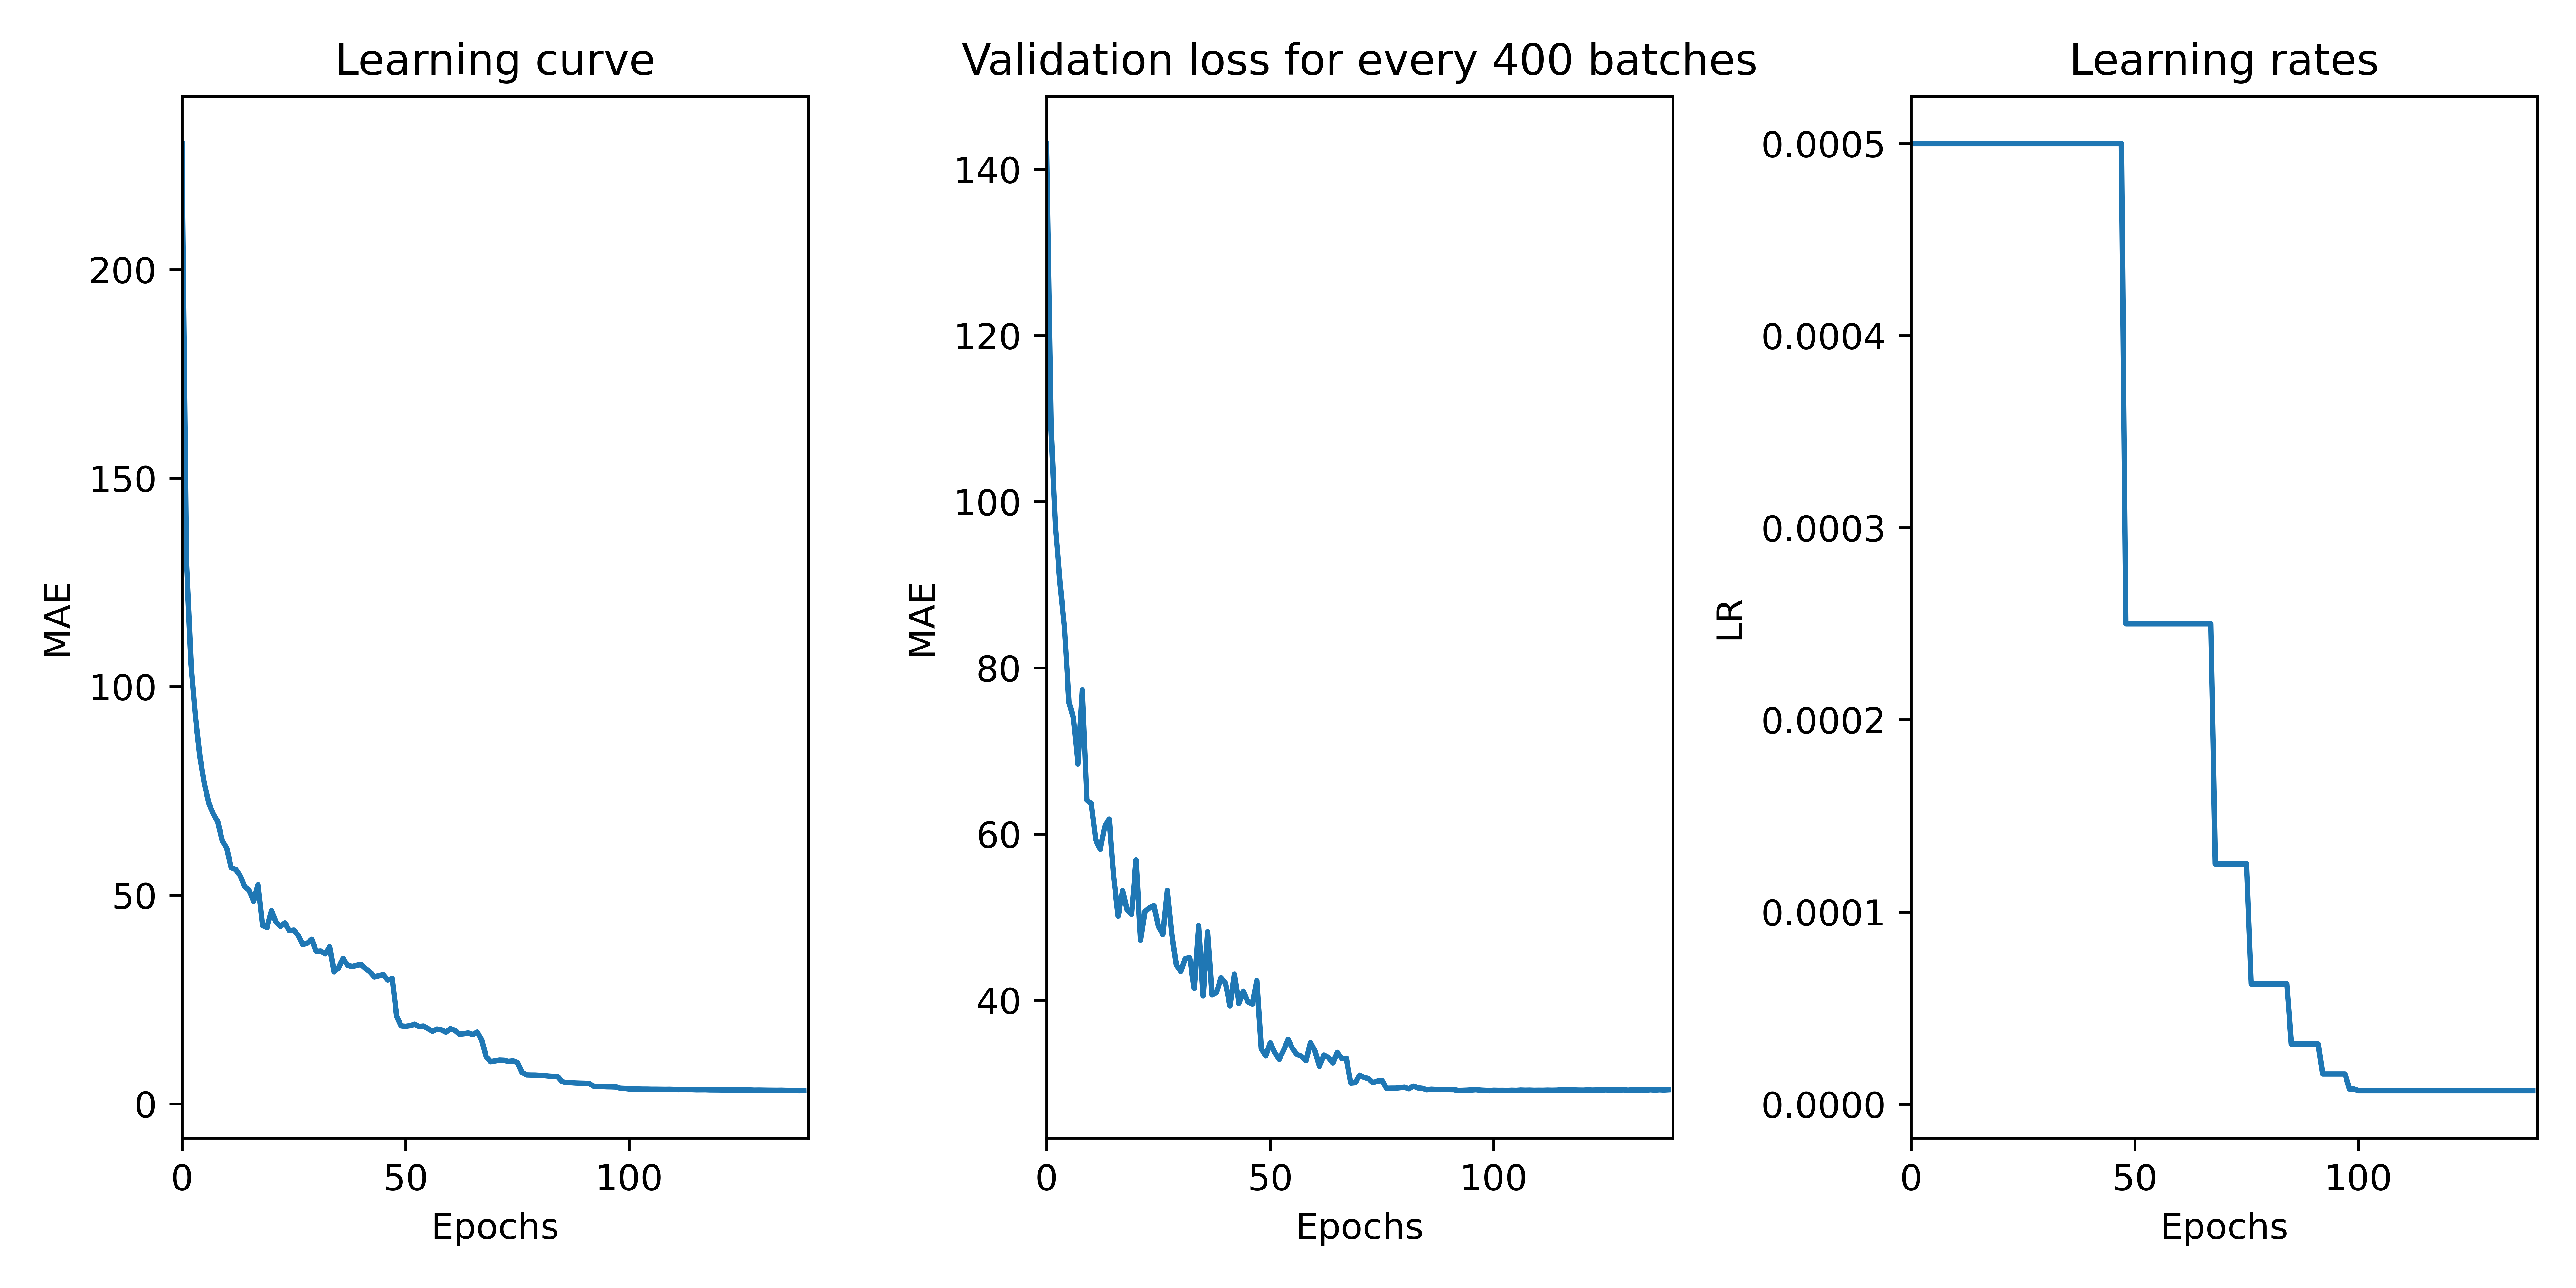 Learning curve
MAE
200
150
100
50
0
0 50 100
Epochs
Validation loss for every 400 batches
MAE
140
120
100
80
60
40
0 50 100
Epochs
Learning rates
LR
0.0005
0.0004
0.0003
0.0002
0.0001
0.0000
0 50 100
Epochs